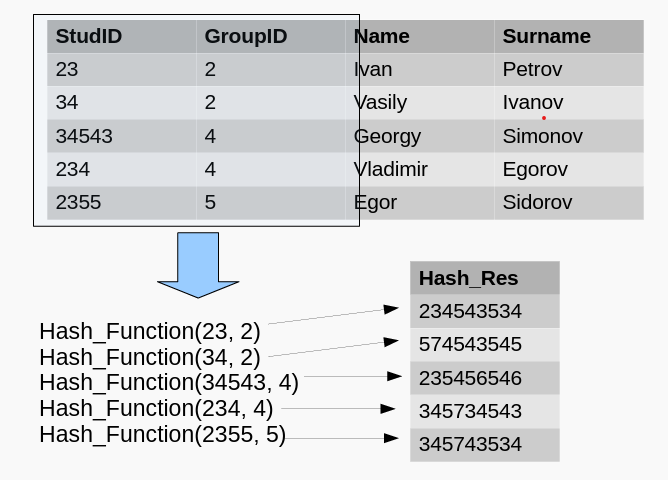 StudID GroupID Name Surname
23 2 Ivan Petrov
34 2 Vasily Ivanov
34543 4 Georgy Simonov
234 4 Vladimir Egorov
2355 5 Egor Sidorov
Hash_Res
234543534
574543545
235456546
345734543
345743534
Hash_Function(23, 2)
Hash_Function(34, 2)
Hash_Function(34543, 4)
Hash_Function(234, 4)
Hash_Function(2355, 5)